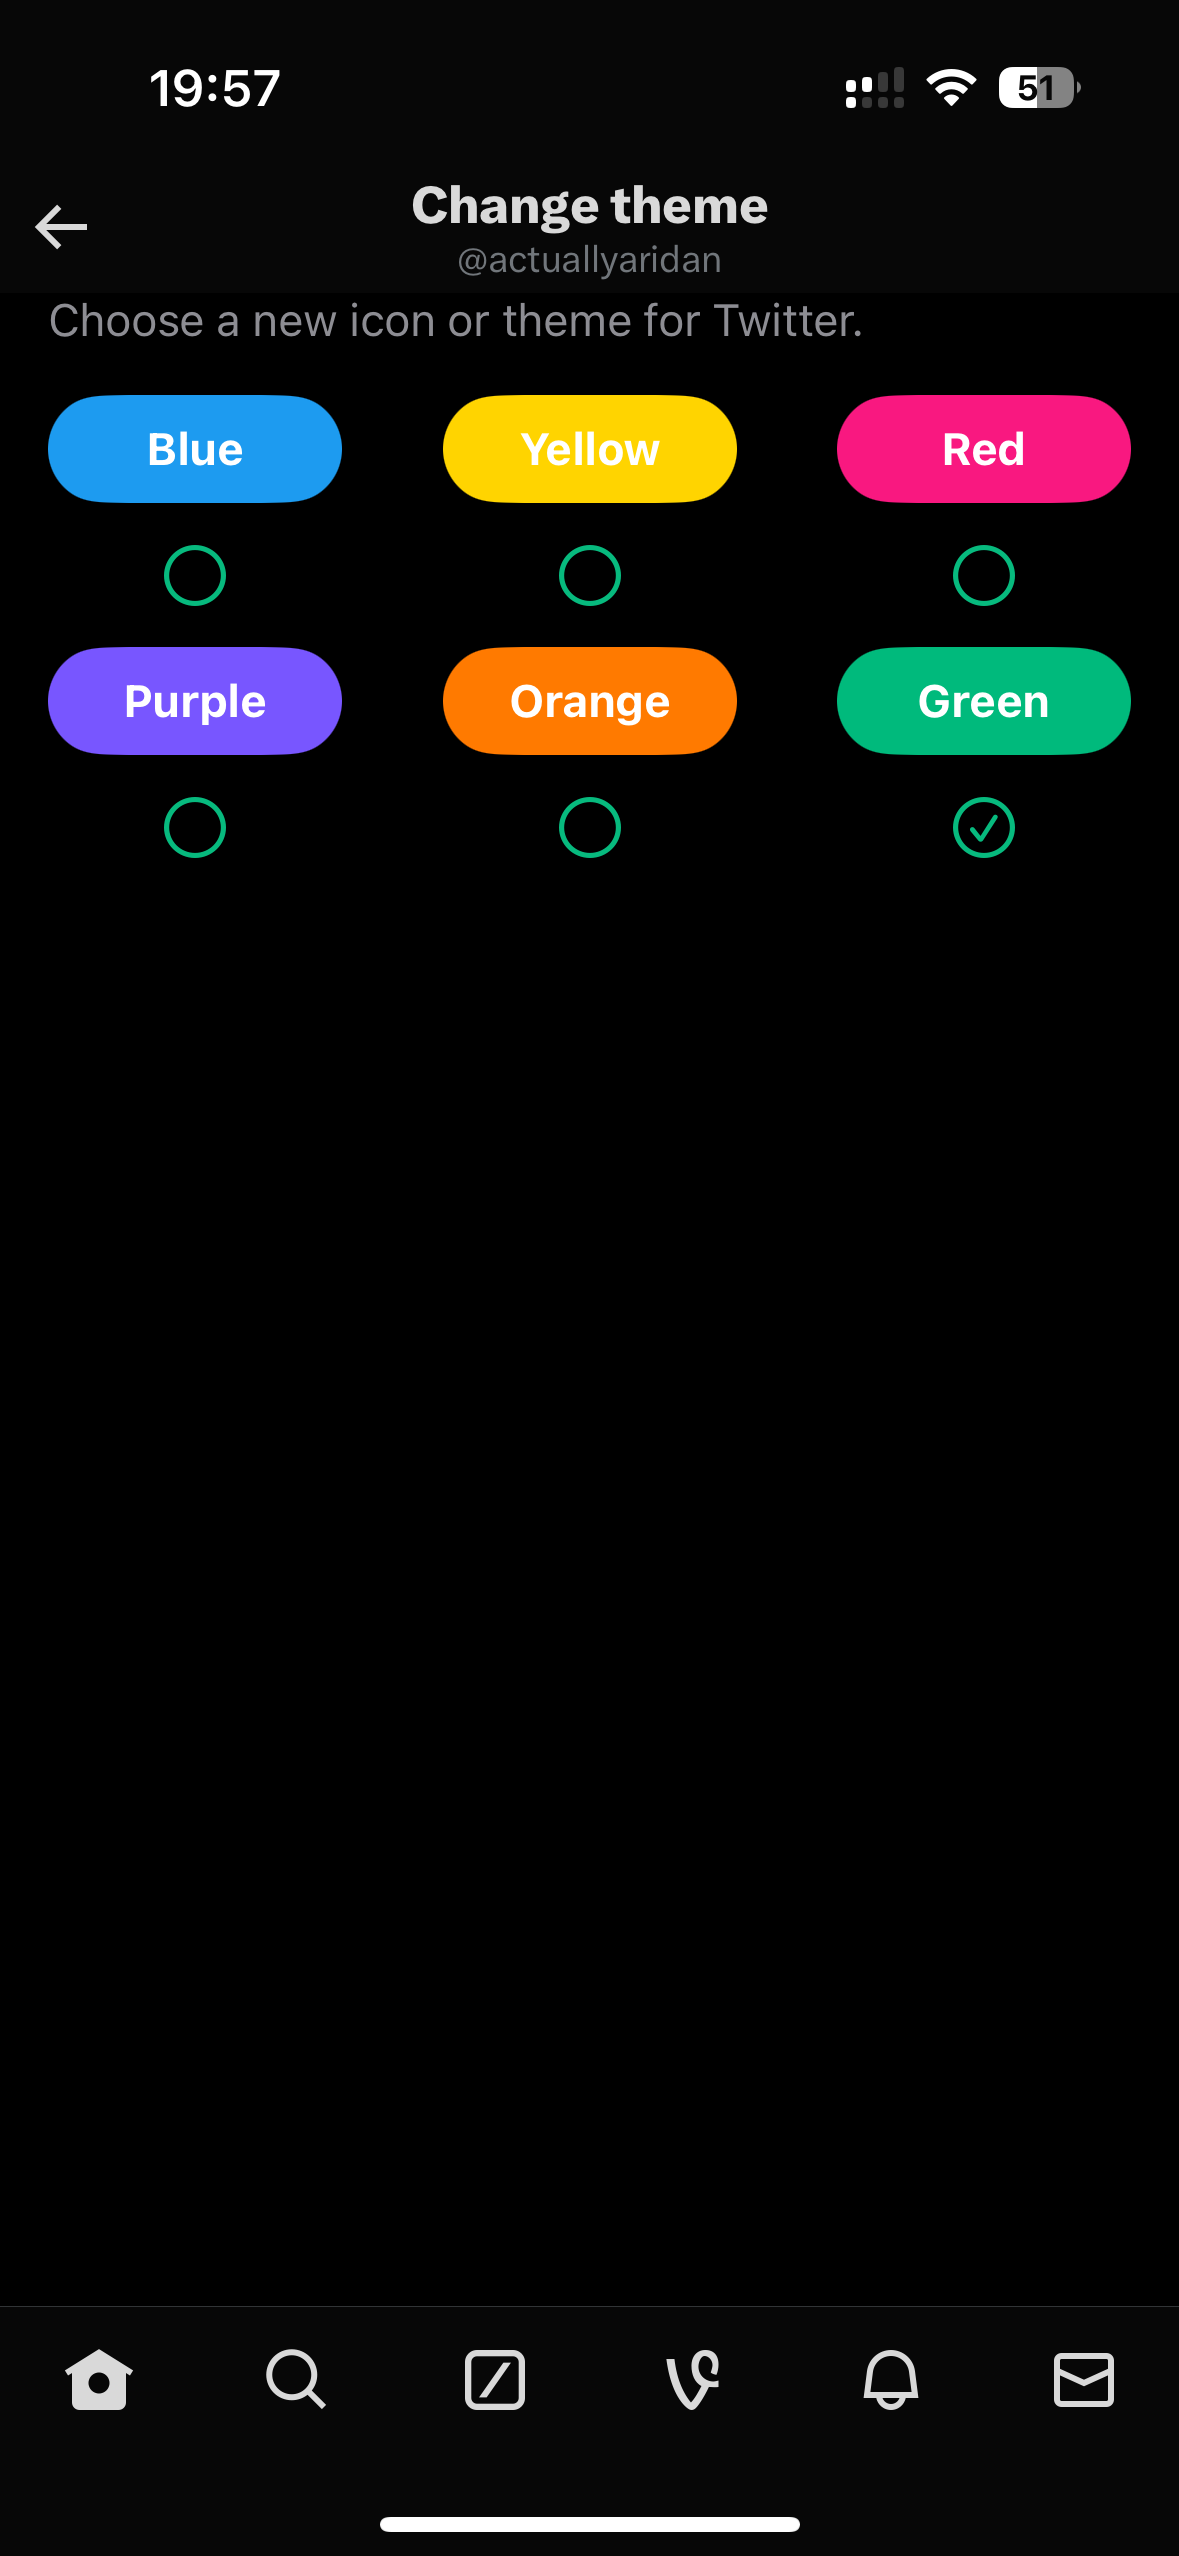 19:57
51
Change theme
@actuallyaridan
Choose a new icon or theme for Twitter.
Blue
Yellow
Red
Purple
Orange
Green